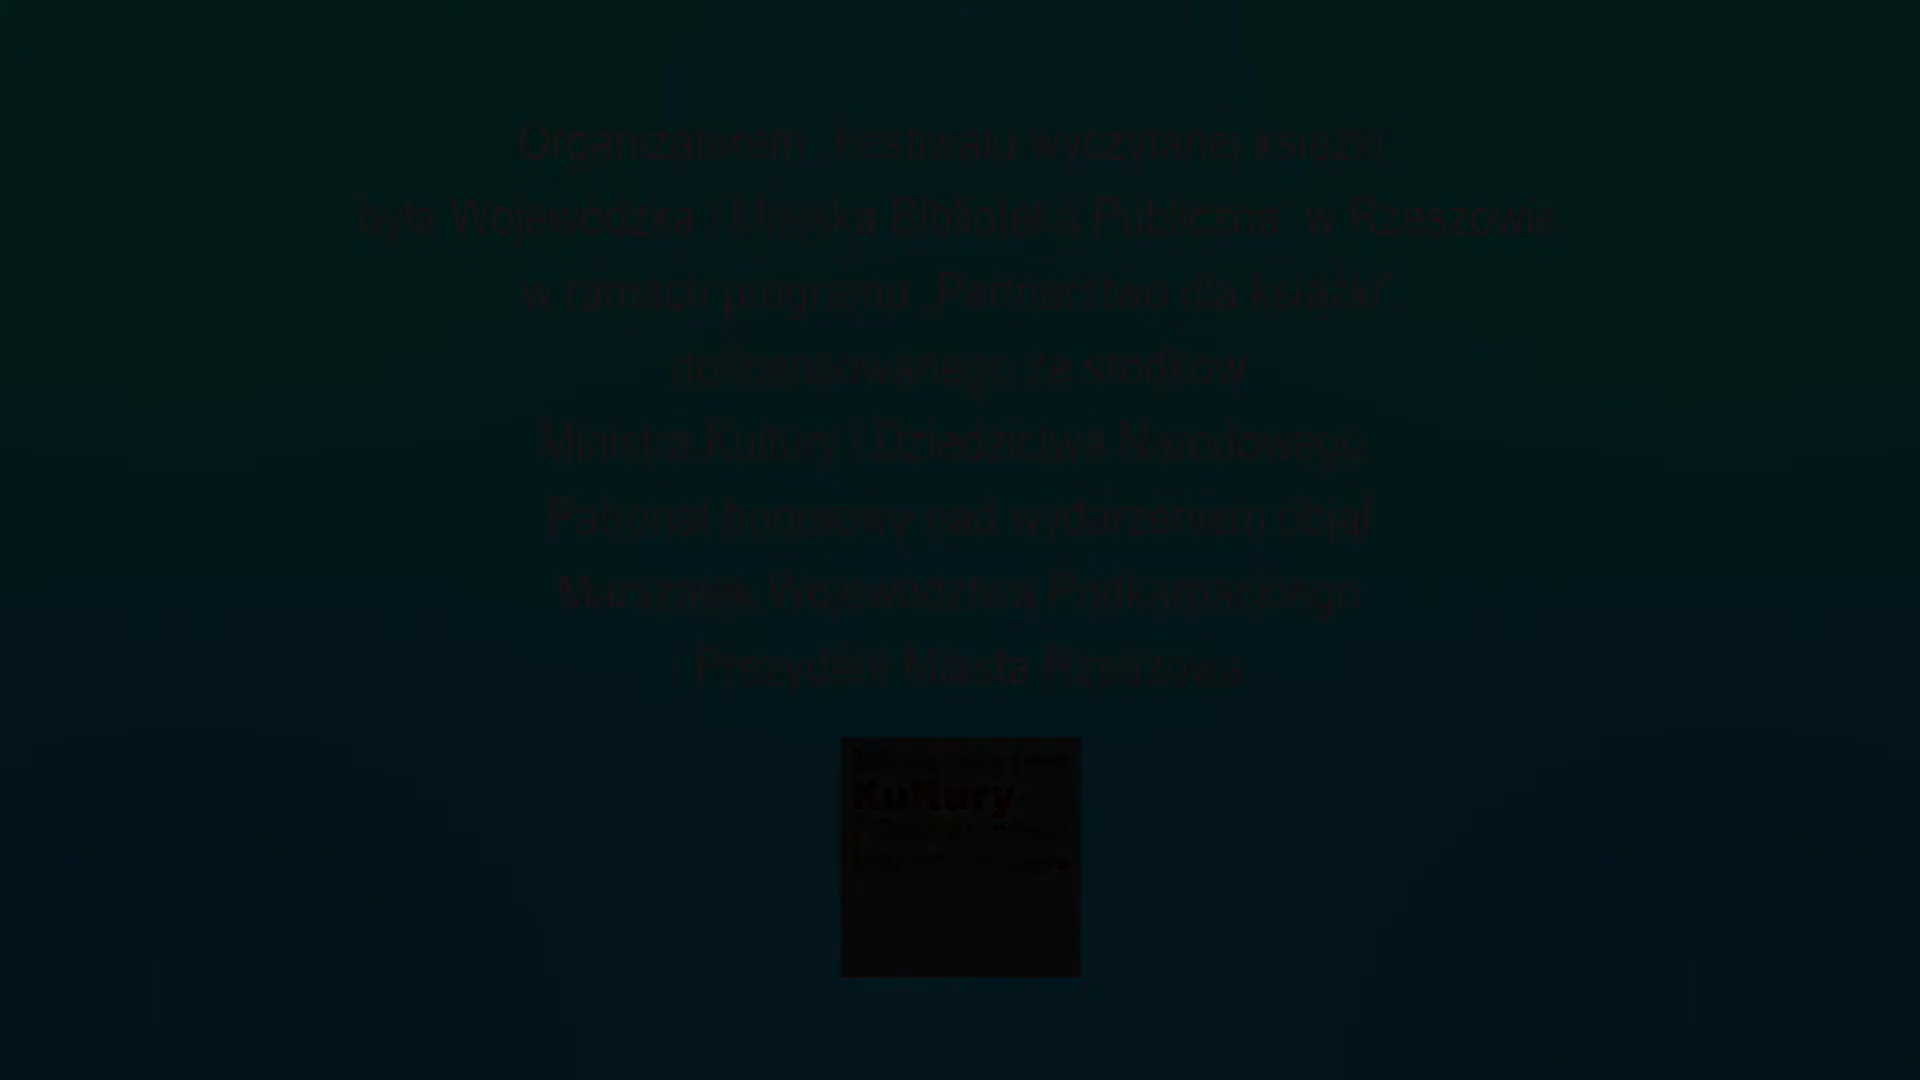 Organizatorem „Festiwalu wyczytanej książki
była Wojewódzka i Miejska Biblioteka Publiczna w Rzeszowie
w ramach programu „Partnerstwo dla książki”
dofinansowanego ze środków
Ministra Kultury i Dziedzictwa Narodowego
Patronat honorowy nad wydarzeniem objął
Marszałek Województwa Podkarpackiego
i Prezydent Miasta Rzeszowa
Kultury